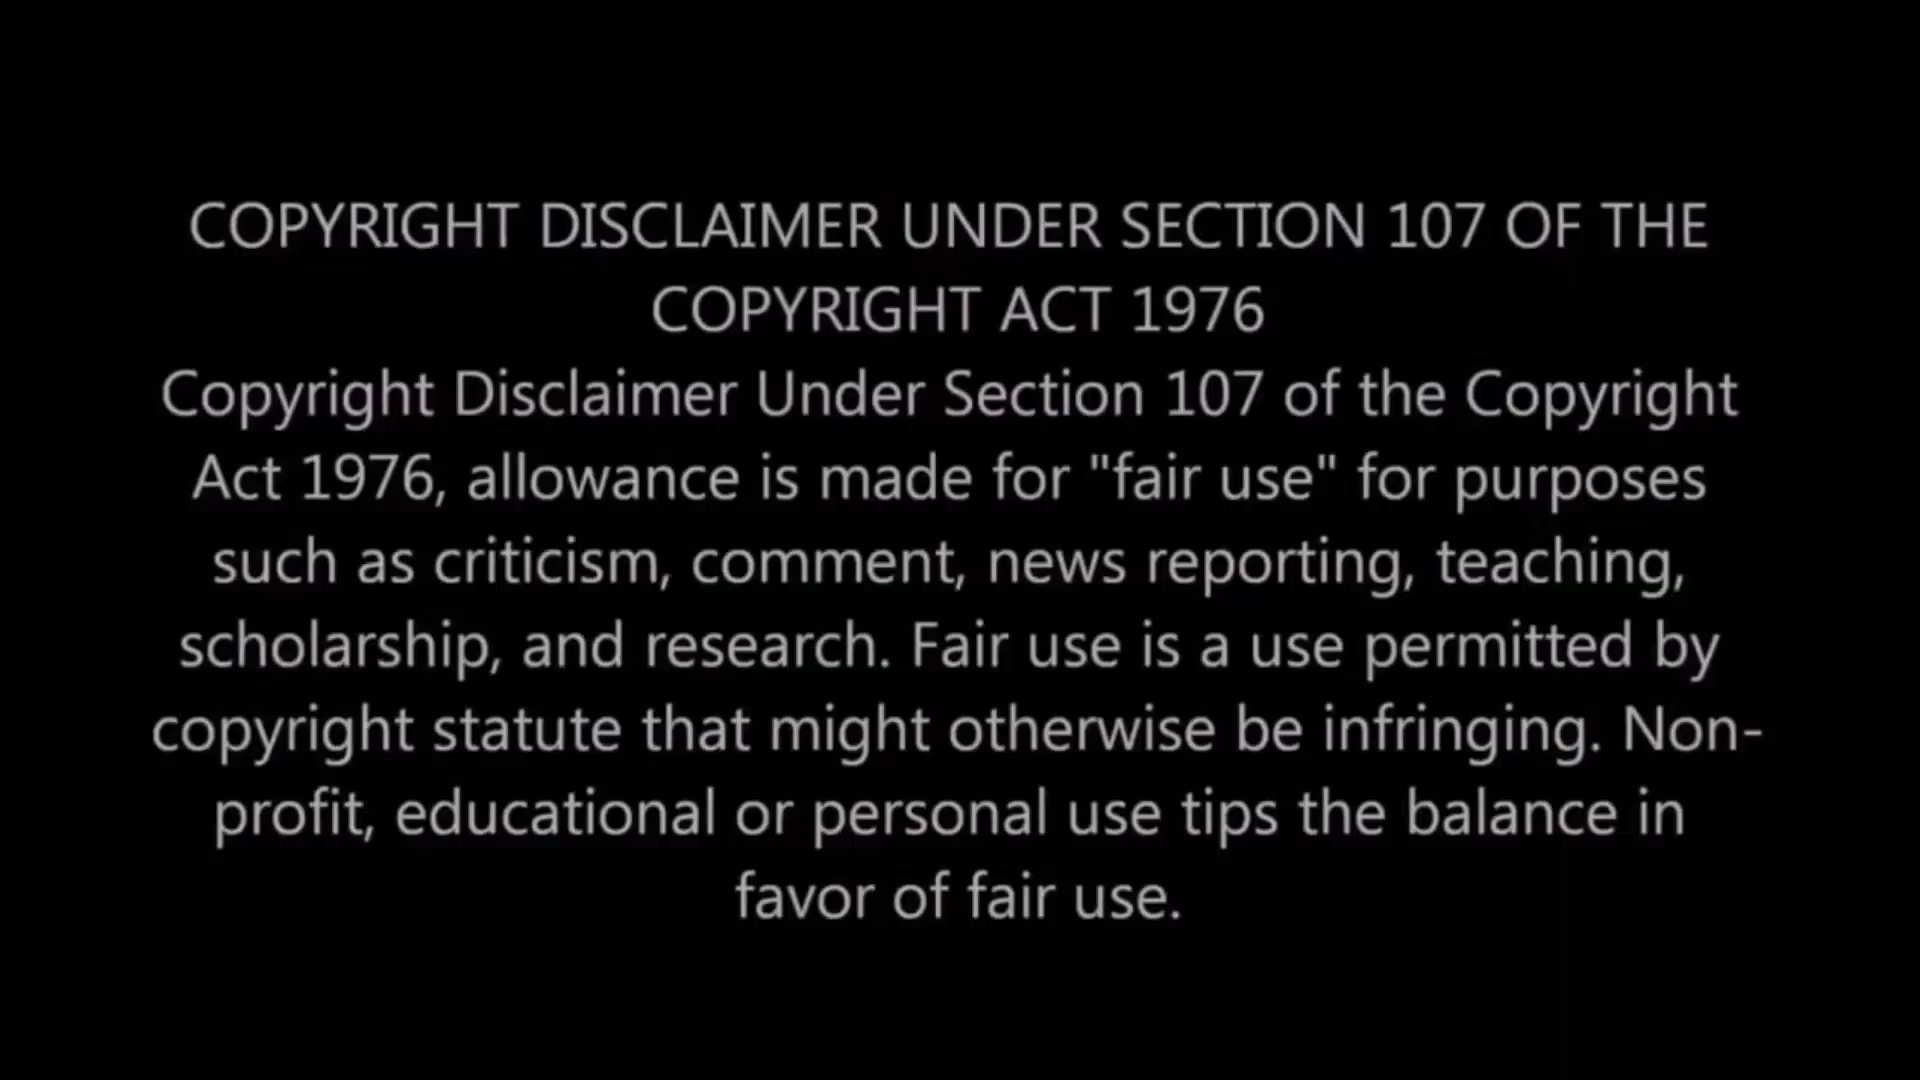 COPYRIGHT DISCLAIMER UNDER SECTION 107 OF THE
COPYRIGHT ACT 1976
Copyright Disclaimer Under Section 107 of the Copyright
Act 1976, allowance is made for "fair use" for purposes
such as criticism, comment, news reporting, teaching,
scholarship, and research. Fair use is a use permitted by
copyright statute that might otherwise be infringing. Non-
profit, educational or personal use tips the balance in
favor of fair use.